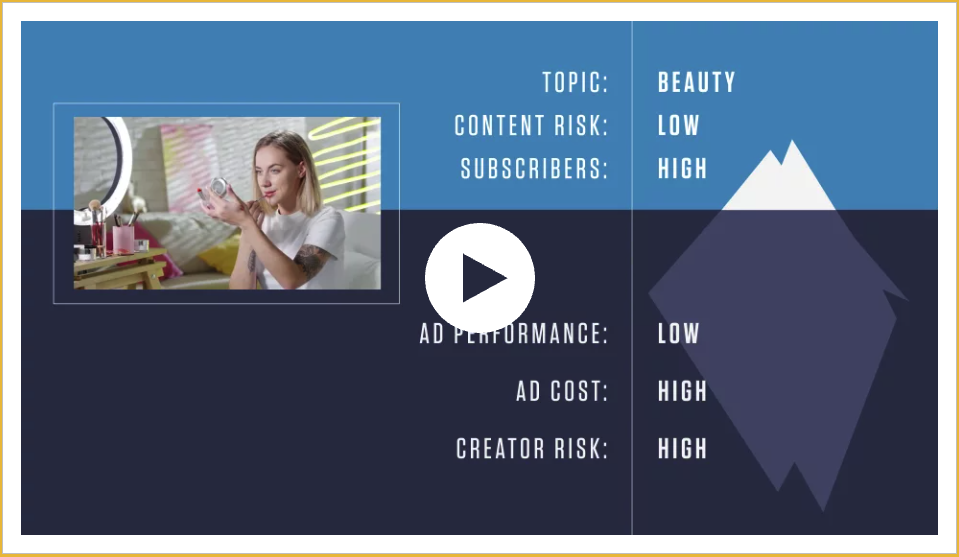 TOPIC: BEAUTY
CONTENT RISK: LOW
SUBSCRIBERS: HIGH
AD PERFORMANCE: LOW
AD COST: HIGH
CREATOR RISK: HIGH